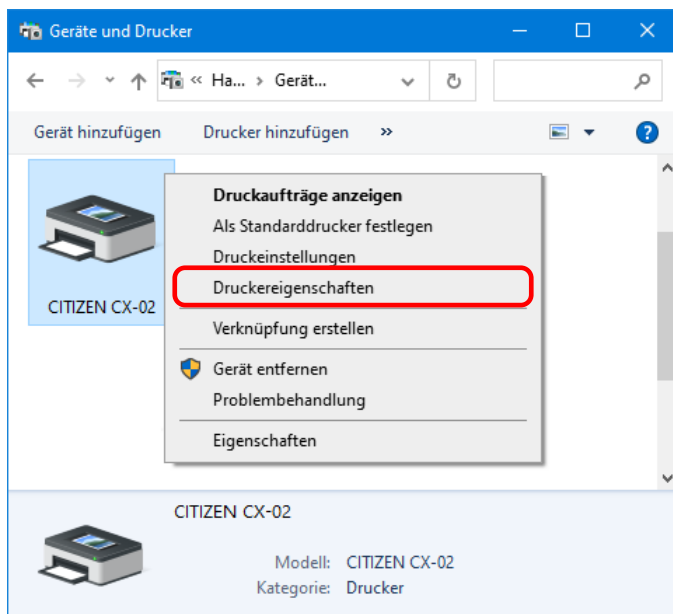 Geräte und Drucker
« Ha... › Gerät...
Gerät hinzufügen Drucker hinzufügen »
?
Druckaufträge anzeigen
Als Standarddrucker festlegen
Druckeinstellungen
Druckereigenschaften
Verknüpfung erstellen
Gerät entfernen
Problembehandlung
Eigenschaften
CITIZEN CX-02
CITIZEN CX-02
Modell: CITIZEN CX-02
Kategorie: Drucker